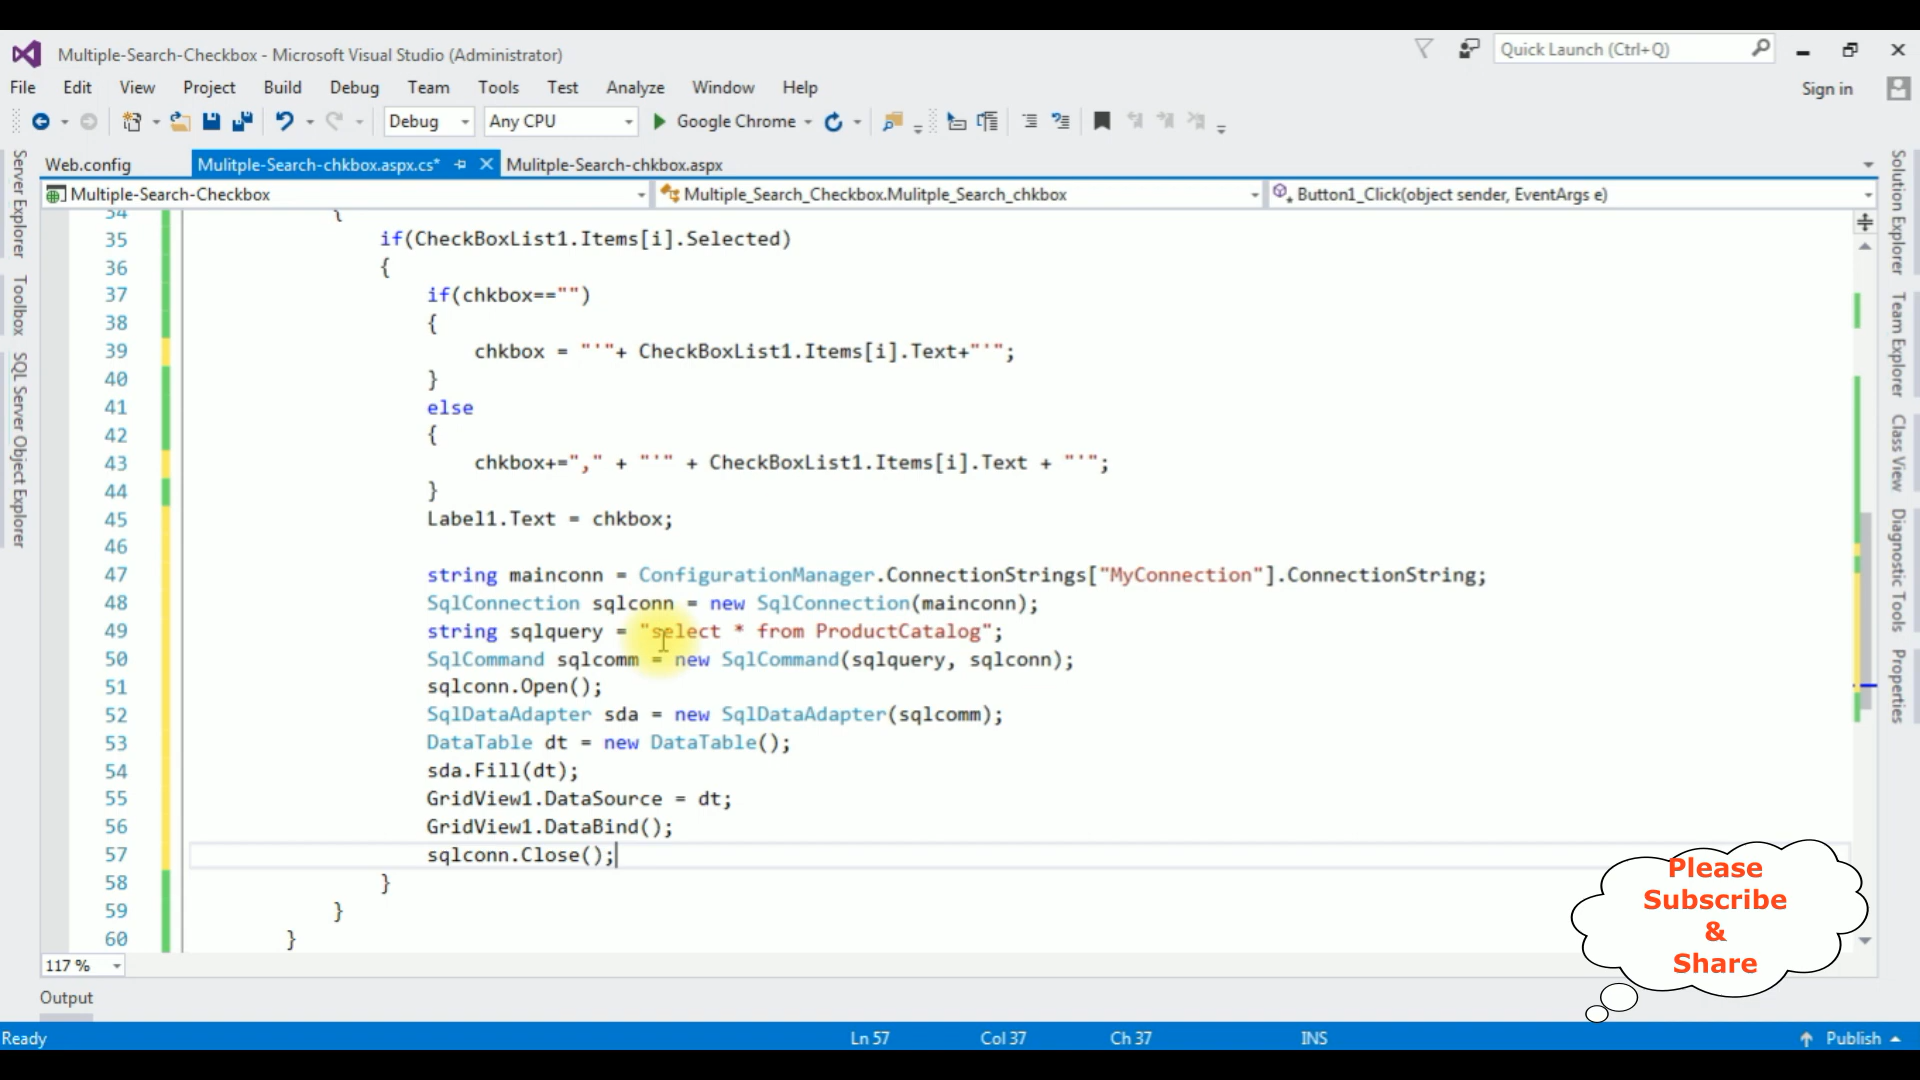 Multiple-Search-Checkbox - Microsoft Visual Studio (Administrator)
Quick Launch (Ctrl+Q)
File Edit View Project Build Debug Team Tools Test Analyze Window Help
Sign in
Debug Any CPU Google Chrome
Web.config Mulitple-Search-chkbox.aspx.cs* Mulitple-Search-chkbox.aspx
Multiple-Search-Checkbox Multiple_Search_Checkbox.Mulitple_Search_chkbox Button1_Click(object sender, EventArgs e)
34 {
35 if(CheckBoxList1.Items[i].Selected)
36 {
37 if(chkbox=="")
38 {
39 chkbox = "'"+ CheckBoxList1.Items[i].Text+"'";
40 }
41 else
42 {
43 chkbox+="," + "'" + CheckBoxList1.Items[i].Text + "'";
44 }
45 Label1.Text = chkbox;
46
47 string mainconn = ConfigurationManager.ConnectionStrings["MyConnection"].ConnectionString;
48 SqlConnection sqlconn = new SqlConnection(mainconn);
49 string sqlquery = "select * from ProductCatalog";
50 SqlCommand sqlcomm = new SqlCommand(sqlquery, sqlconn);
51 sqlconn.Open();
52 SqlDataAdapter sda = new SqlDataAdapter(sqlcomm);
53 DataTable dt = new DataTable();
54 sda.Fill(dt);
55 GridView1.DataSource = dt;
56 GridView1.DataBind();
57 sqlconn.Close();
58 }
59 }
60 }
117 %
Output
Ready Ln 57 Col 37 Ch 37 INS Publish
Server Explorer
Toolbox
SQL Server Object Explorer
Solution Explorer
Team Explorer
Class View
Diagnostic Tools
Properties
Please
Subscribe
&
Share